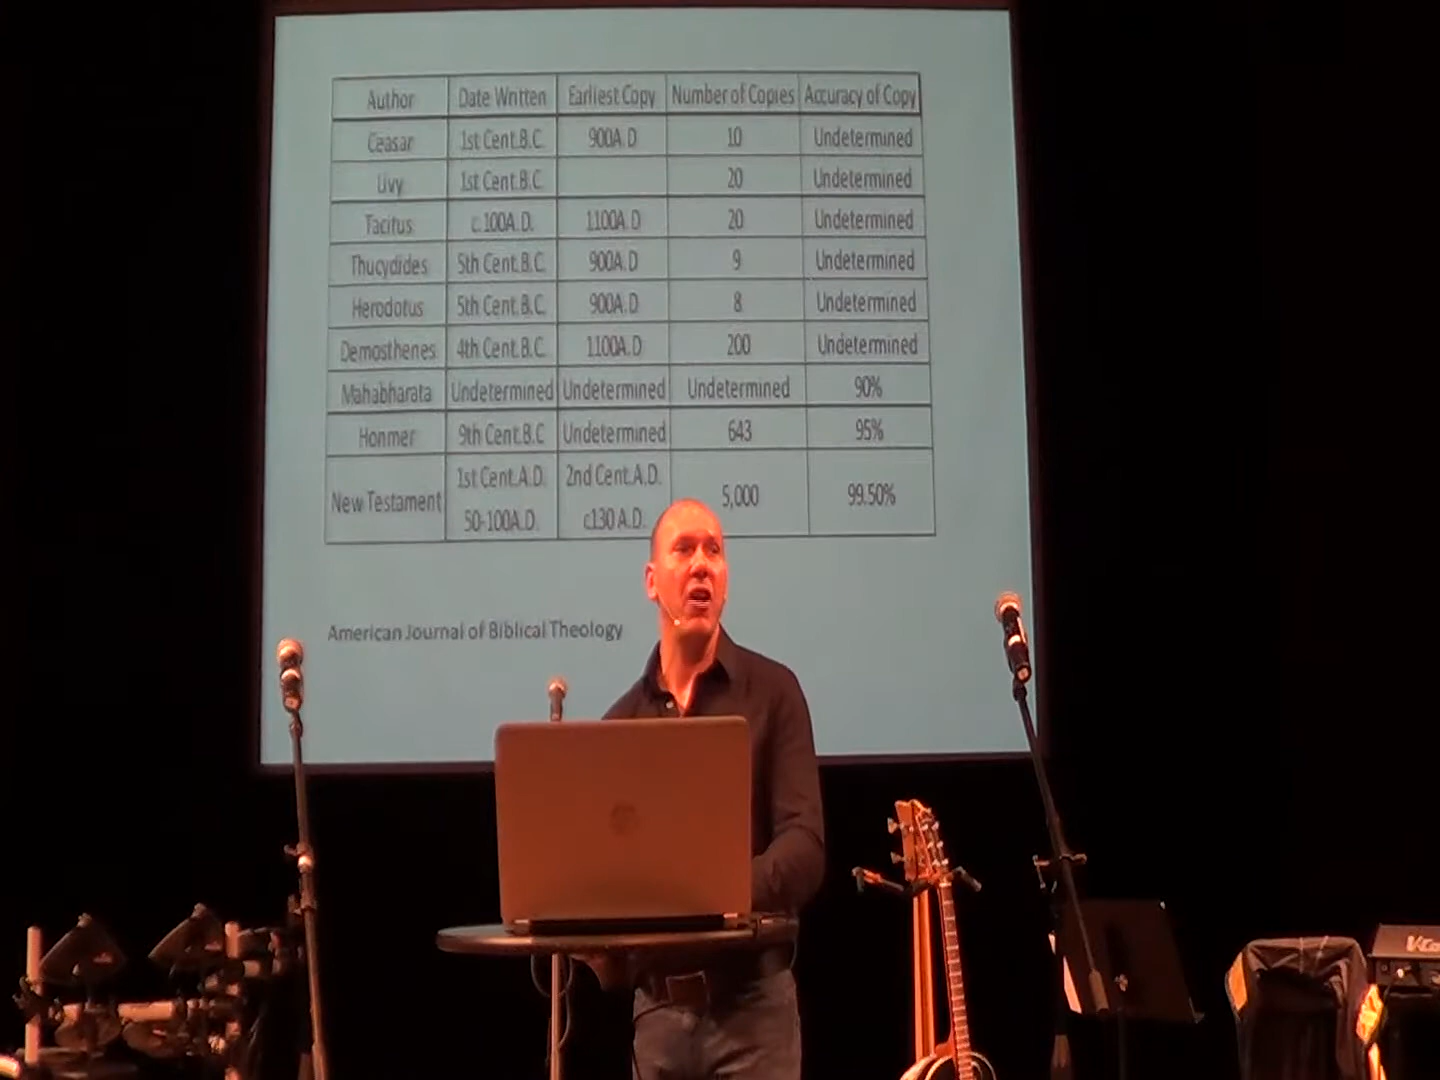 Author Date Written Earliest Copy Number of Copies Accuracy of Copy
Ceasar 1st Cent.B.C. 900A.D 10 Undetermined
Livy 1st Cent.B.C. 20 Undetermined
Tacitus c.100A.D. 1100A.D 20 Undetermined
Thucydides 5th Cent.B.C. 900A.D 9 Undetermined
Herodotus 5th Cent.B.C. 900A.D 8 Undetermined
Demosthenes 4th Cent.B.C. 1100A.D 200 Undetermined
Mahabharata Undetermined Undetermined Undetermined 90%
Honmer 9th Cent.B.C Undetermined 643 95%
New Testament 1st Cent.A.D. 2nd Cent.A.D. 5,000 99.50%
50-100A.D. c130 A.D.
American Journal of Biblical Theology